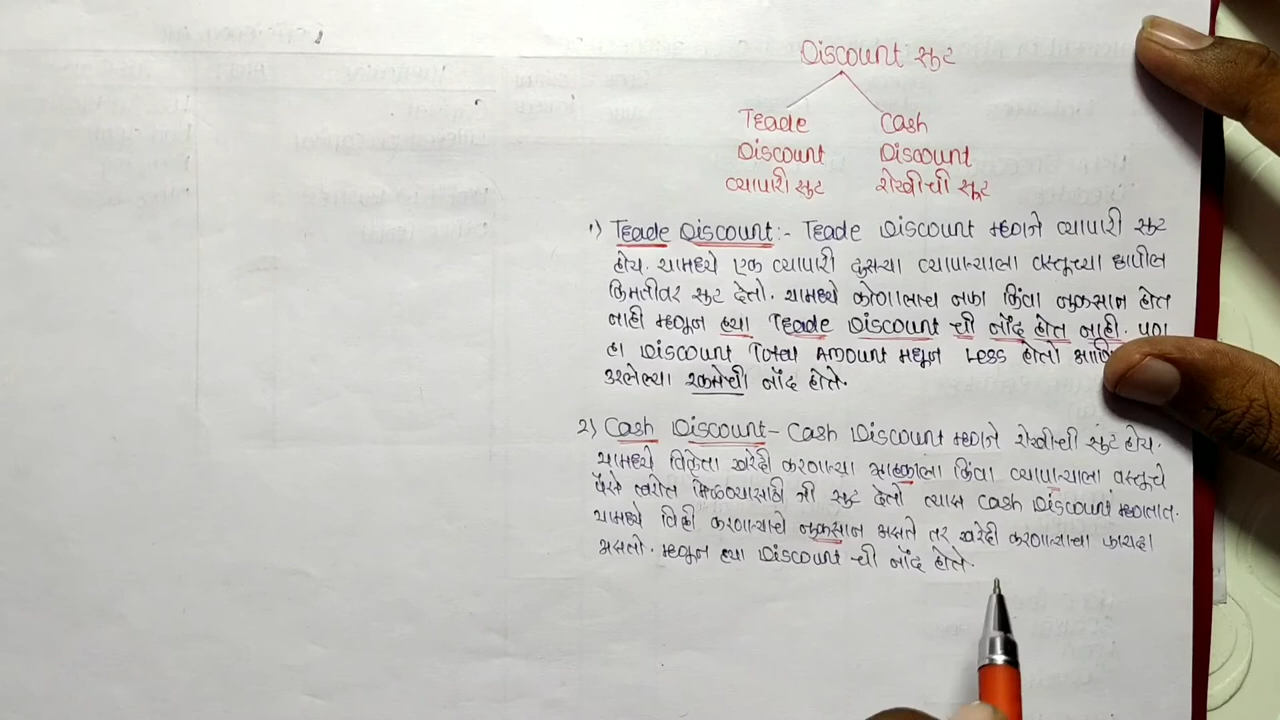 Discount सूट
Trade Cash
Discount Discount
व्यापारी सूट रोखीची सूट
1) Trade Discount:- Trade Discount म्हणजे व्यापारी सूट
होय. यामध्ये एक व्यापारी दुसऱ्या व्यापाऱ्याला वस्तूच्या छापील
किमतीवर सूट देतो. यामध्ये कोणालाच नफा किंवा नुकसान होत
नाही म्हणून ह्या Trade Discount ची नोंद होत नाही. पण
हा Discount Total Amount मधून Less होतो
उरलेल्या रकमेची नोंद होते.
2) Cash Discount- Cash Discount म्हणजे रोखीची सूट होय.
यामध्ये विक्रेता खरेदी करणाऱ्या ग्राहकाला किंवा व्यापाऱ्याला वस्तूचे
पैसे त्वरीत मिळण्यासाठी जी सूट देतो त्यास Cash Discount म्हणतात.
यामध्ये विक्री करणाऱ्याचे नुकसान असते तर खरेदी करणाऱ्याचा फायदा
असतो. म्हणून ह्या Discount ची नोंद होते.